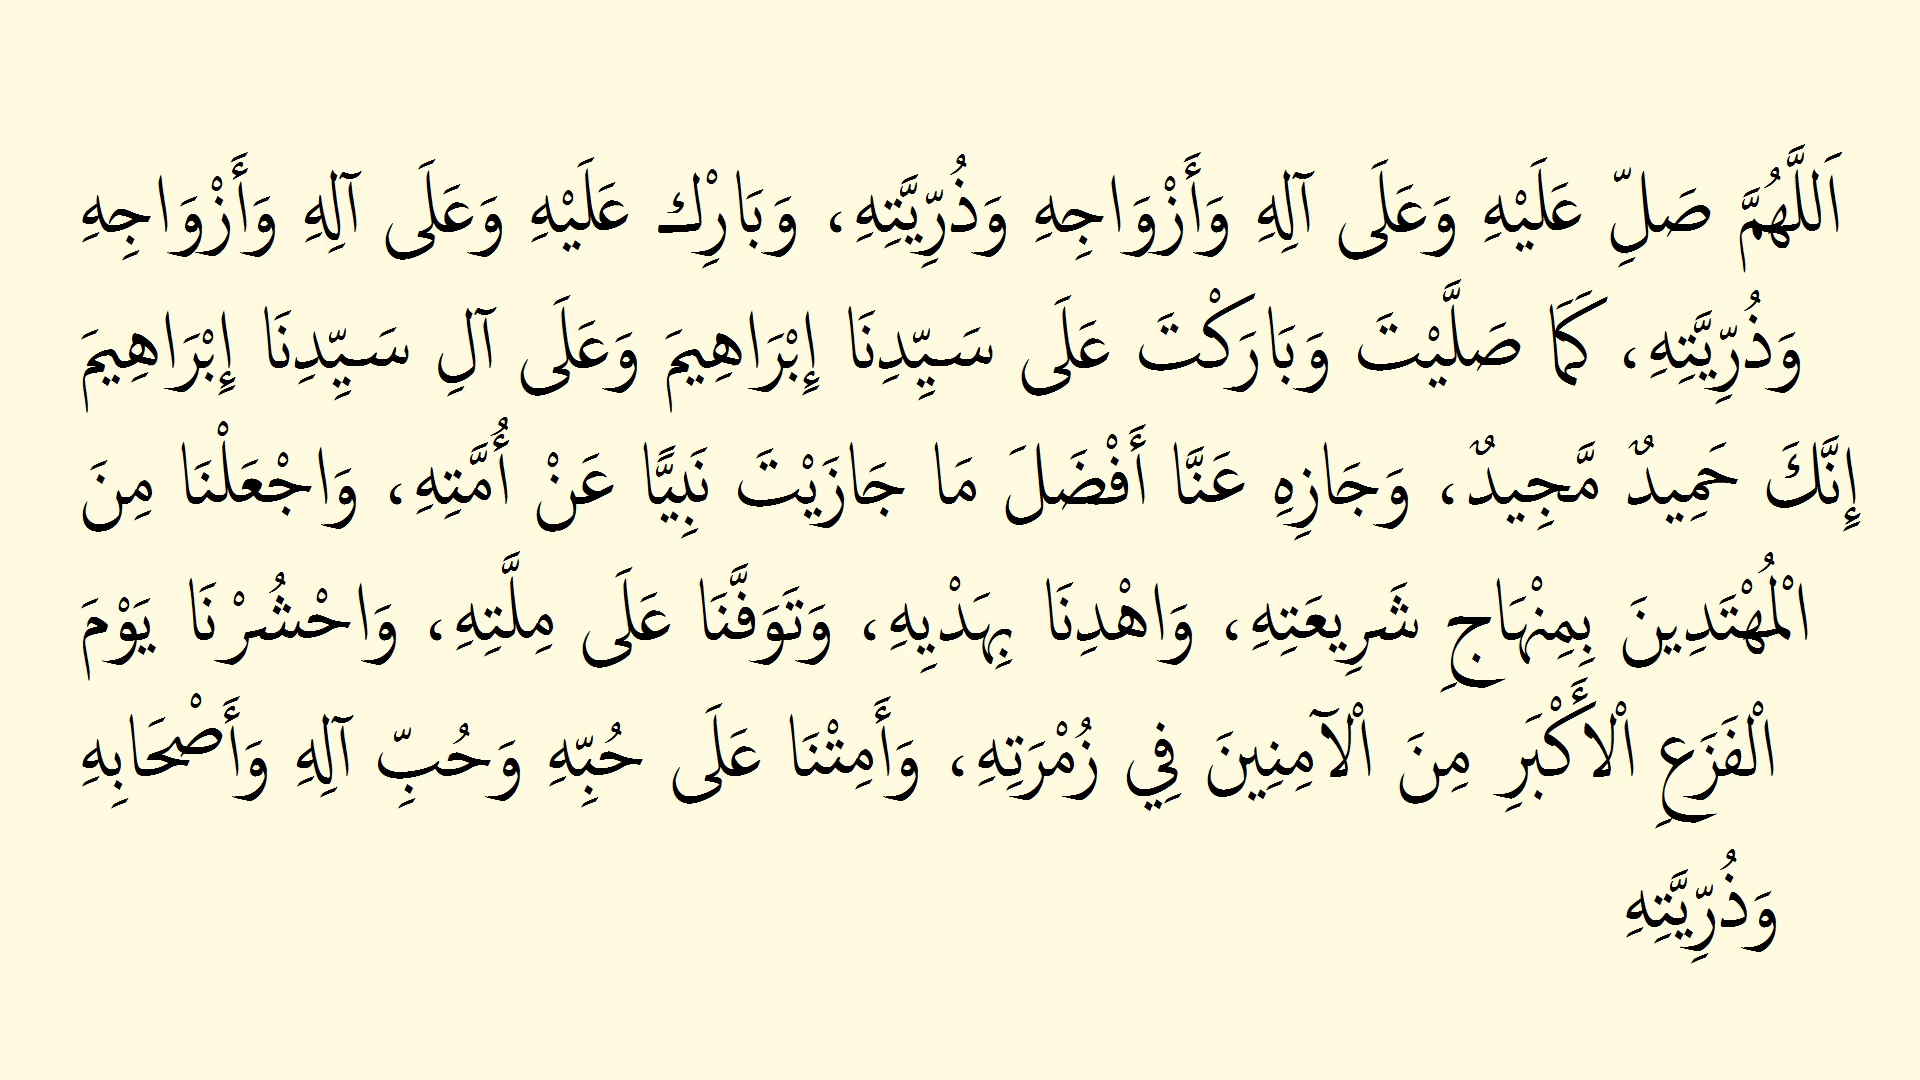 اَللَّهُمَّ صَلِّ عَلَيْهِ وَعَلَى آلِهِ وَأَزْوَاجِهِ وَذُرِّيَّتِهِ، وَبَارِكْ عَلَيْهِ وَعَلَى آلِهِ وَأَزْوَاجِهِ
وَذُرِّيَّتِهِ، كَمَا صَلَّيْتَ وَبَارَكْتَ عَلَى سَيِّدِنَا إِبْرَاهِيمَ وَعَلَى آلِ سَيِّدِنَا إِبْرَاهِيمَ
إِنَّكَ حَمِيدٌ مَّجِيدٌ، وَجَازِهِ عَنَّا أَفْضَلَ مَا جَازَيْتَ نَبِيًّا عَنْ أُمَّتِهِ، وَاجْعَلْنَا مِنَ
الْمُهْتَدِينَ بِمِنْهَاجِ شَرِيعَتِهِ، وَاهْدِنَا بِهَدْيِهِ، وَتَوَفَّنَا عَلَى مِلَّتِهِ، وَاحْشُرْنَا يَوْمَ
الْفَزَعِ الْأَكْبَرِ مِنَ الْآمِنِينَ فِي زُمْرَتِهِ، وَأَمِتْنَا عَلَى حُبِّهِ وَحُبِّ آلِهِ وَأَصْحَابِهِ
وَذُرِّيَّتِهِ